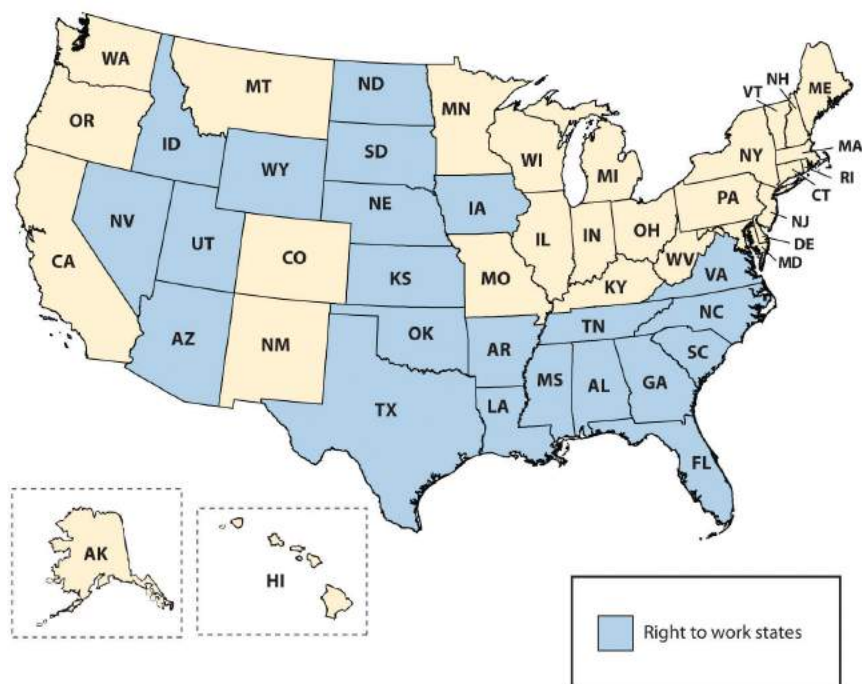 WA
MT
ND
MN
OR
ID
WY
SD
WI
MI
NY
VT
NH
ME
MA
RI
CT
NV
UT
CO
NE
IA
IL
IN
OH
PA
NJ
DE
MD
CA
KS
MO
KY
WV
VA
AZ
NM
OK
AR
TN
NC
SC
TX
LA
MS
AL
GA
FL
AK
HI
Right to work states